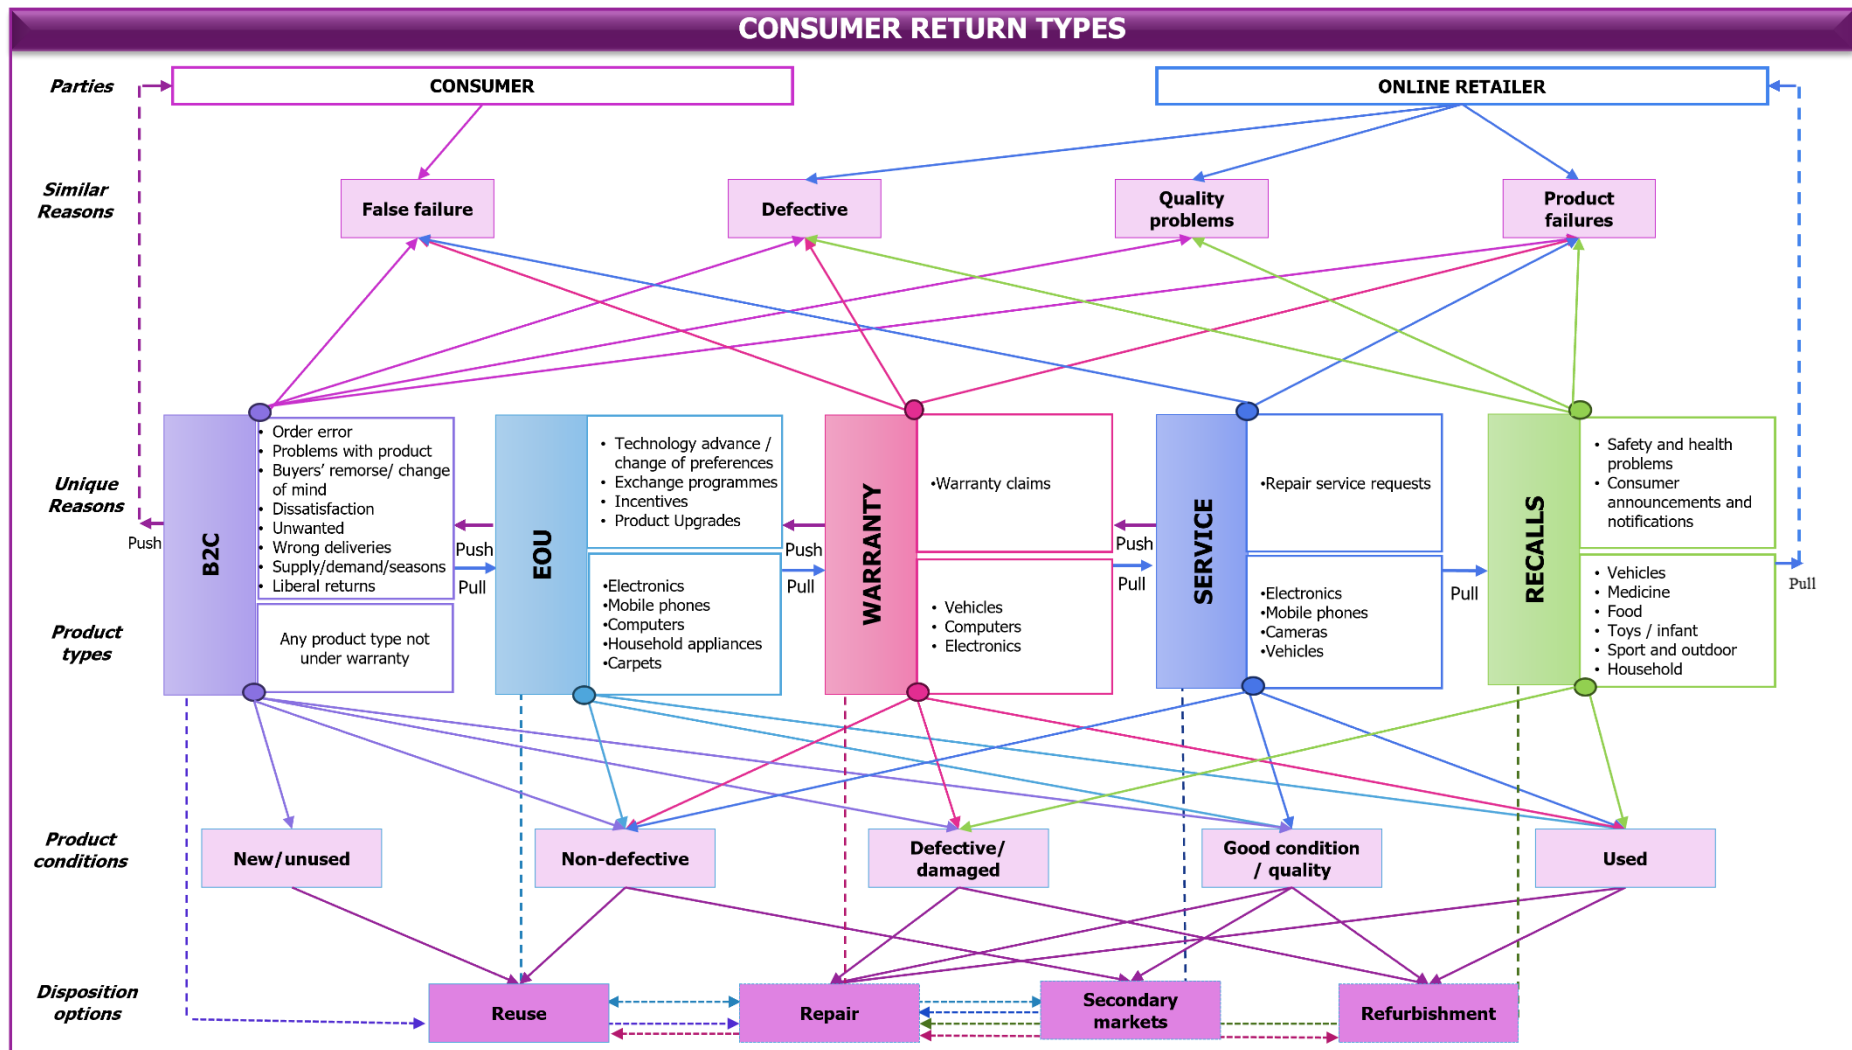 CONSUMER RETURN TYPES
Parties
CONSUMER
ONLINE RETAILER
Similar
Reasons
False failure
Defective
Quality
problems
Product
failures
Unique
Reasons
Push
B2C
• Order error
• Problems with product
• Buyers' remorse/ change
of mind
• Dissatisfaction
• Unwanted
• Wrong deliveries
• Supply/demand/seasons
• Liberal returns
Push
Pull
EOU
• Technology advance /
change of preferences
• Exchange programmes
• Incentives
• Product Upgrades
Push
Pull
WARRANTY
•Warranty claims
Push
Pull
SERVICE
•Repair service requests
Pull
RECALLS
• Safety and health
problems
• Consumer
announcements and
notifications
Pull
Product
types
Any product type not
under warranty
•Electronics
•Mobile phones
•Computers
•Household appliances
•Carpets
• Vehicles
• Computers
• Electronics
•Electronics
•Mobile phones
•Cameras
•Vehicles
• Vehicles
• Medicine
• Food
• Toys / infant
• Sport and outdoor
• Household
Product
conditions
New/unused
Non-defective
Defective/
damaged
Good condition
/ quality
Used
Disposition
options
Reuse
Repair
Secondary
markets
Refurbishment